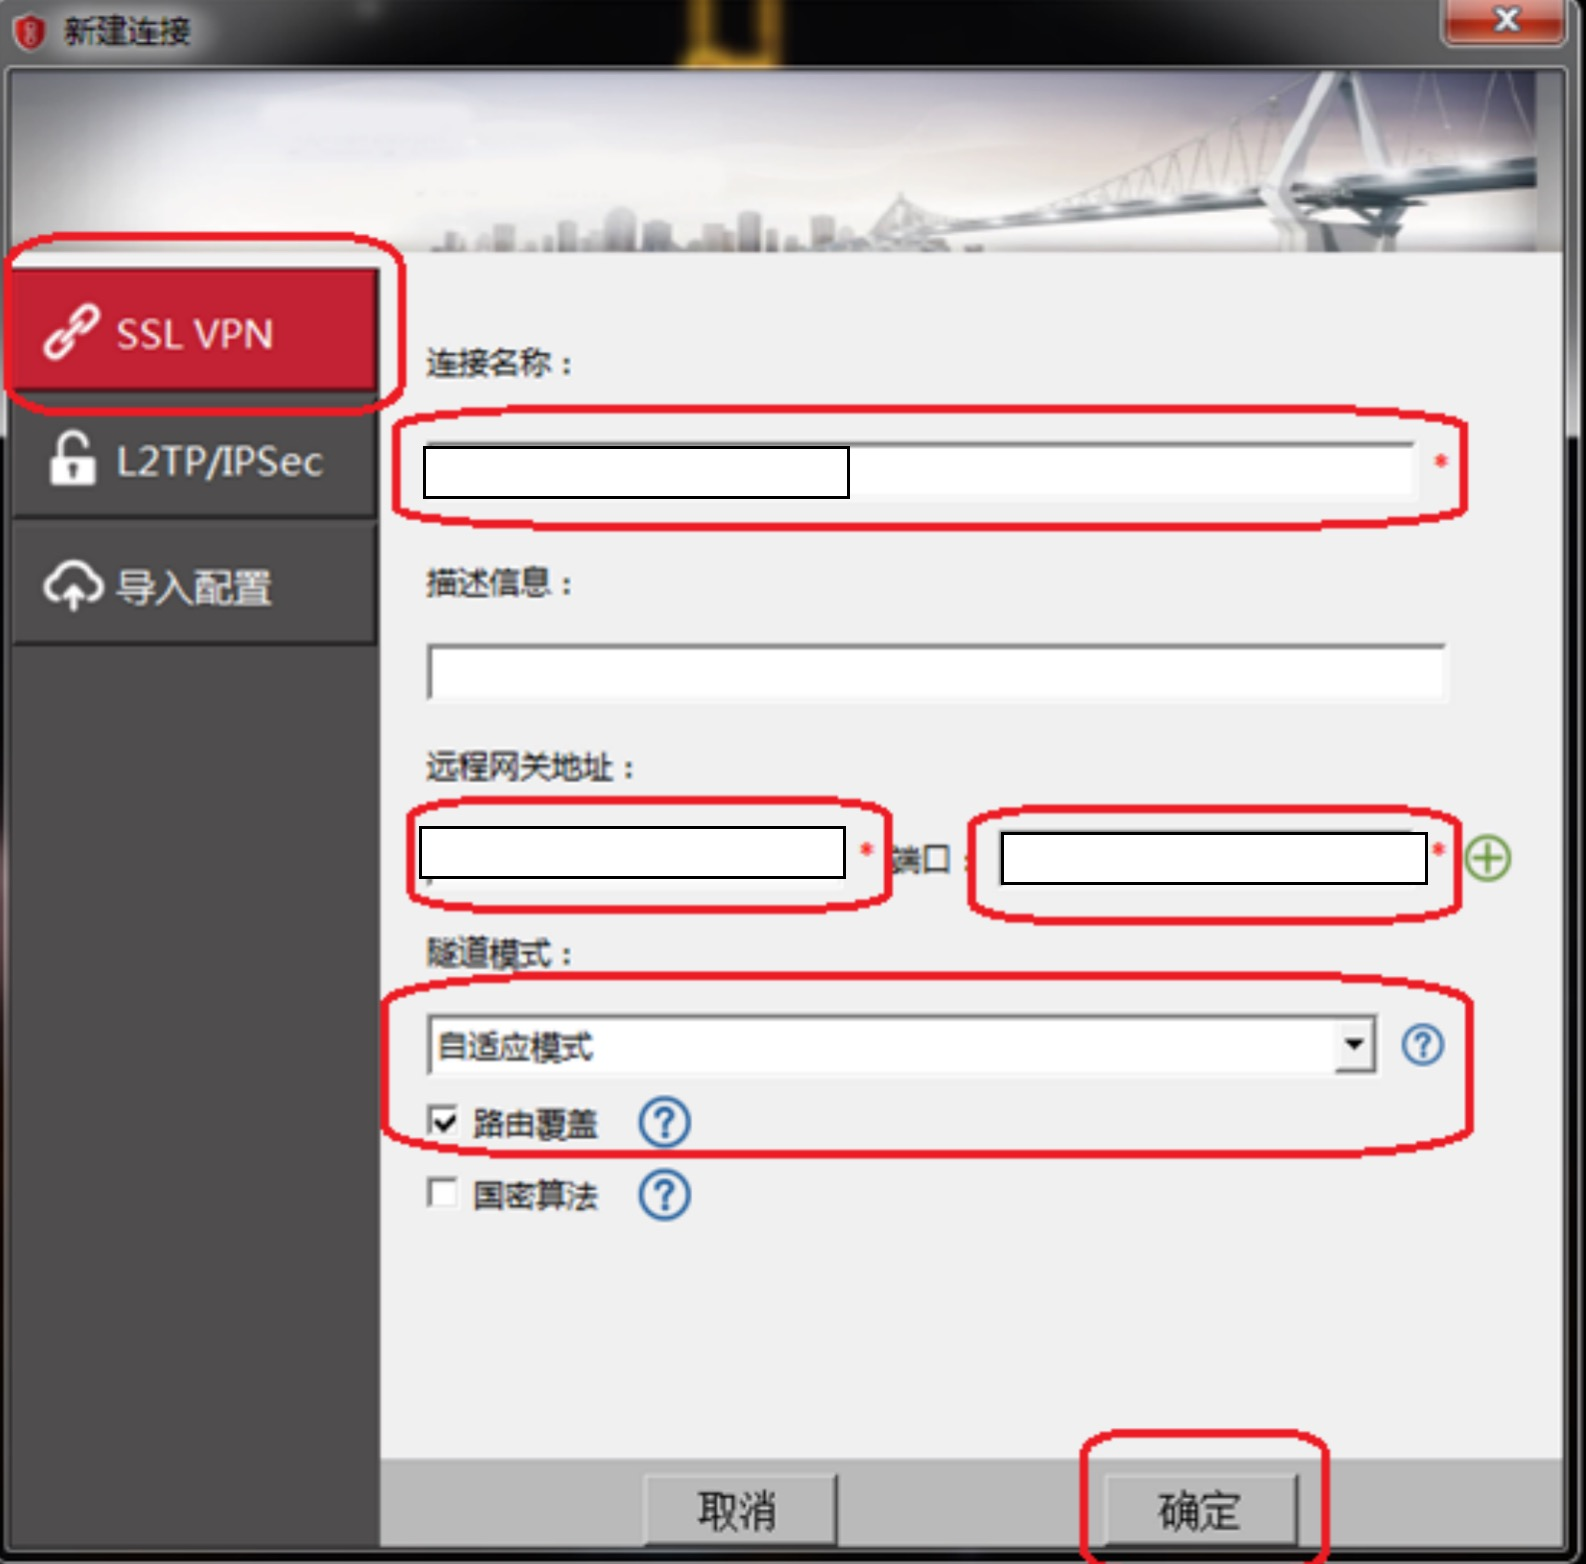 新建连接
SSL VPN
L2TP/IPSec
导入配置
连接名称：
*
描述信息：
远程网关地址：
* 端口： *
隧道模式：
自适应模式
路由覆盖
国密算法
取消 确定